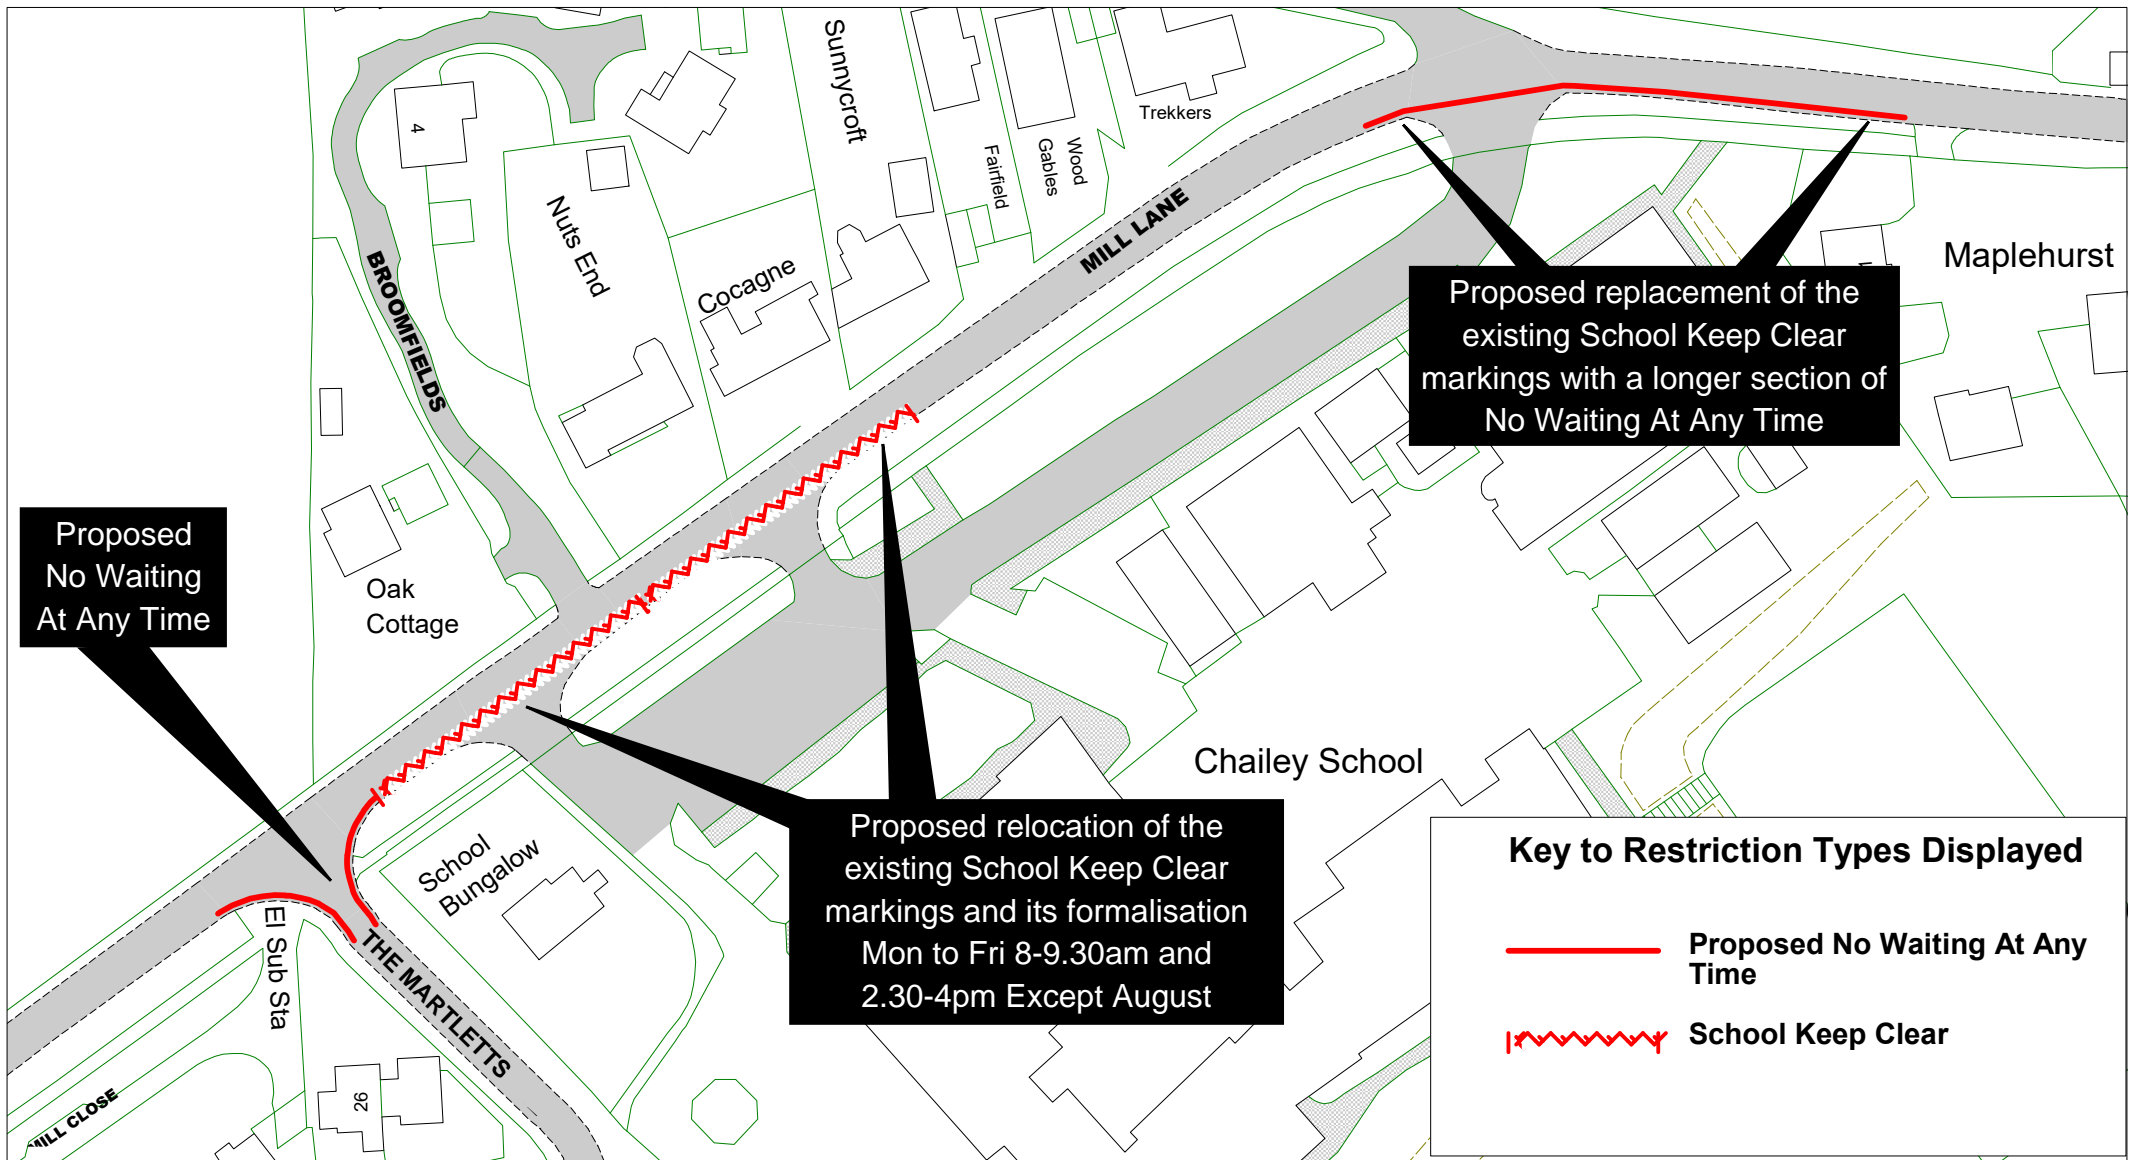 Sunnycroft
Trekkers
4
Fairfield
Wood
Gables
Nuts End
MILL LANE
BROOMFIELDS
Cocagne
Maplehurst
Proposed replacement of the
existing School Keep Clear
markings with a longer section of
No Waiting At Any Time
Proposed
No Waiting
At Any Time
Oak
Cottage
Chailey School
School
Bungalow
Proposed relocation of the
existing School Keep Clear
markings and its formalisation
Mon to Fri 8-9.30am and
2.30-4pm Except August
El Sub Sta
THE MARTLETTS
26
MILL CLOSE
Key to Restriction Types Displayed
Proposed No Waiting At Any
Time
School Keep Clear